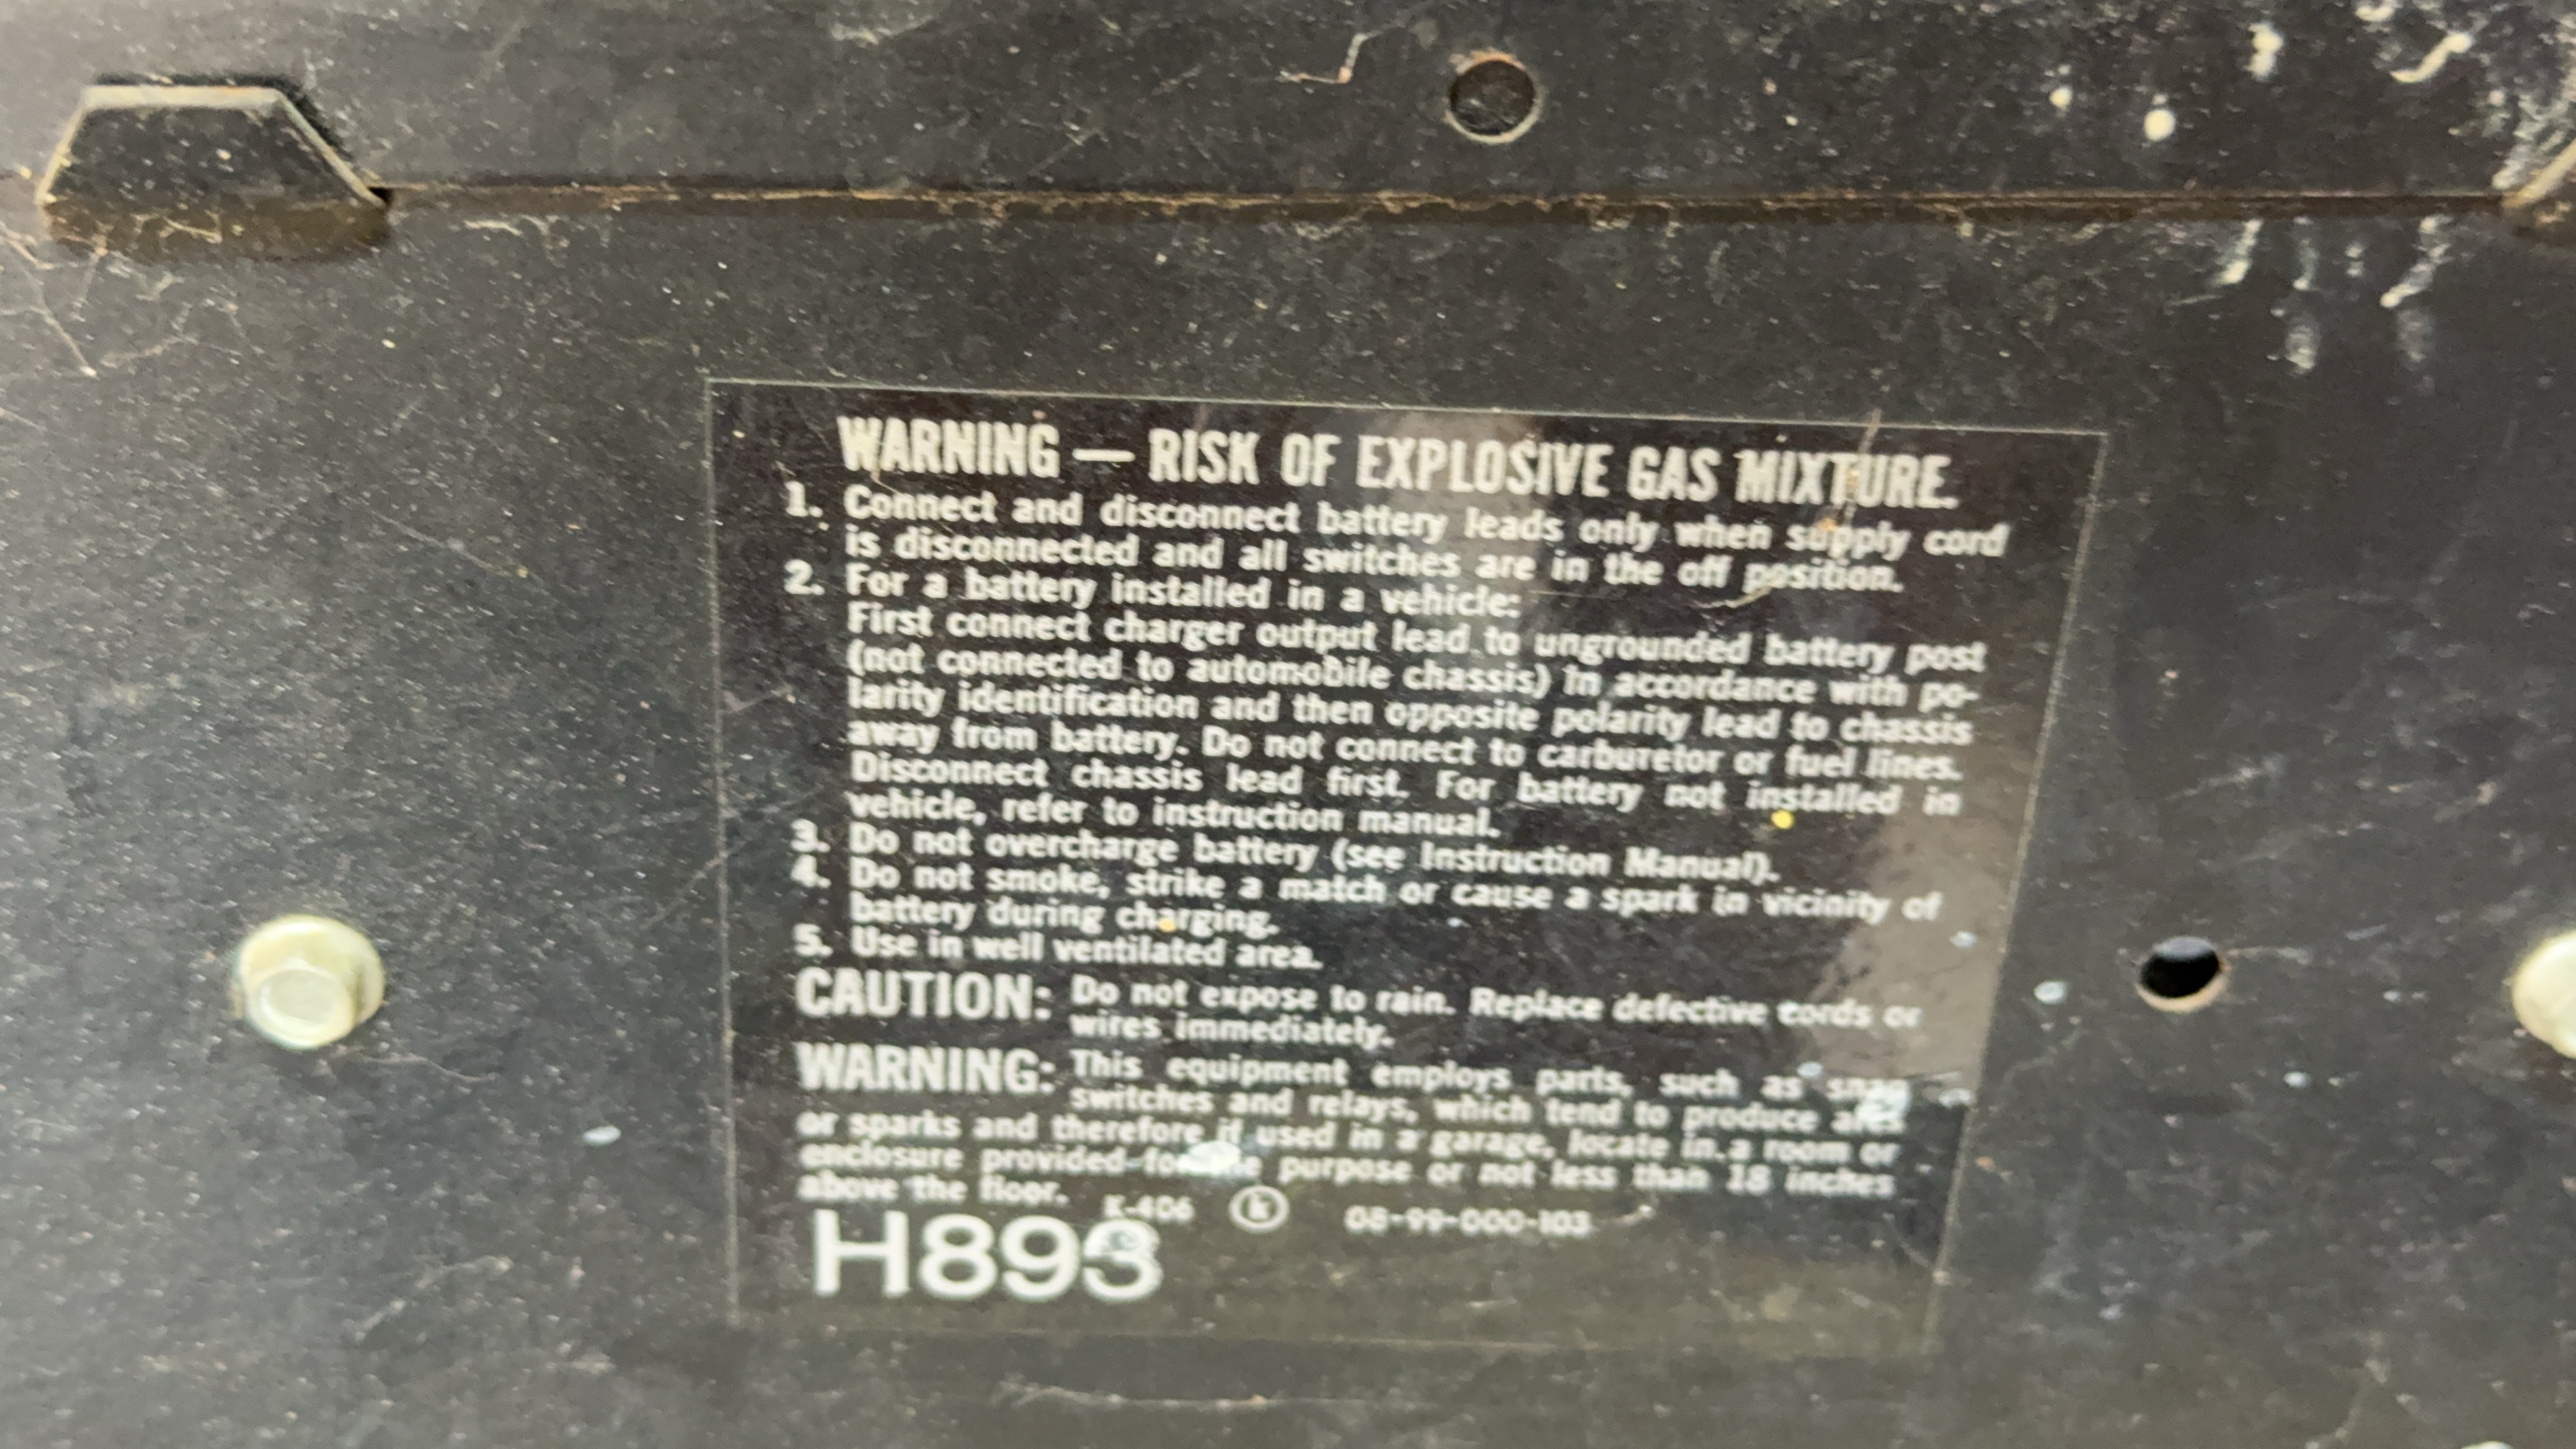 WARNING — RISK OF EXPLOSIVE GAS MIXTURE.
1. Connect and disconnect battery leads only when supply cord
is disconnected and all switches are in the off position.
2. For a battery installed in a vehicle:
First connect charger output lead to ungrounded battery post
(not connected to automobile chassis) in accordance with po-
larity identification and then opposite polarity lead to chassis
away from battery. Do not connect to carburetor or fuel lines.
Disconnect chassis lead first. For battery not installed in
vehicle, refer to instruction manual.
3. Do not overcharge battery (see Instruction Manual).
4. Do not smoke, strike a match or cause a spark in vicinity of
battery during charging.
5. Use in well ventilated area.
CAUTION: Do not expose to rain. Replace defective cords or
wires immediately.
WARNING: This equipment employs parts, such as snap
switches and relays, which tend to produce arcs
or sparks and therefore if used in a garage, locate in a room or
enclosure provided for the purpose or not less than 18 inches
above the floor. K-406 08-99-000-103
H893